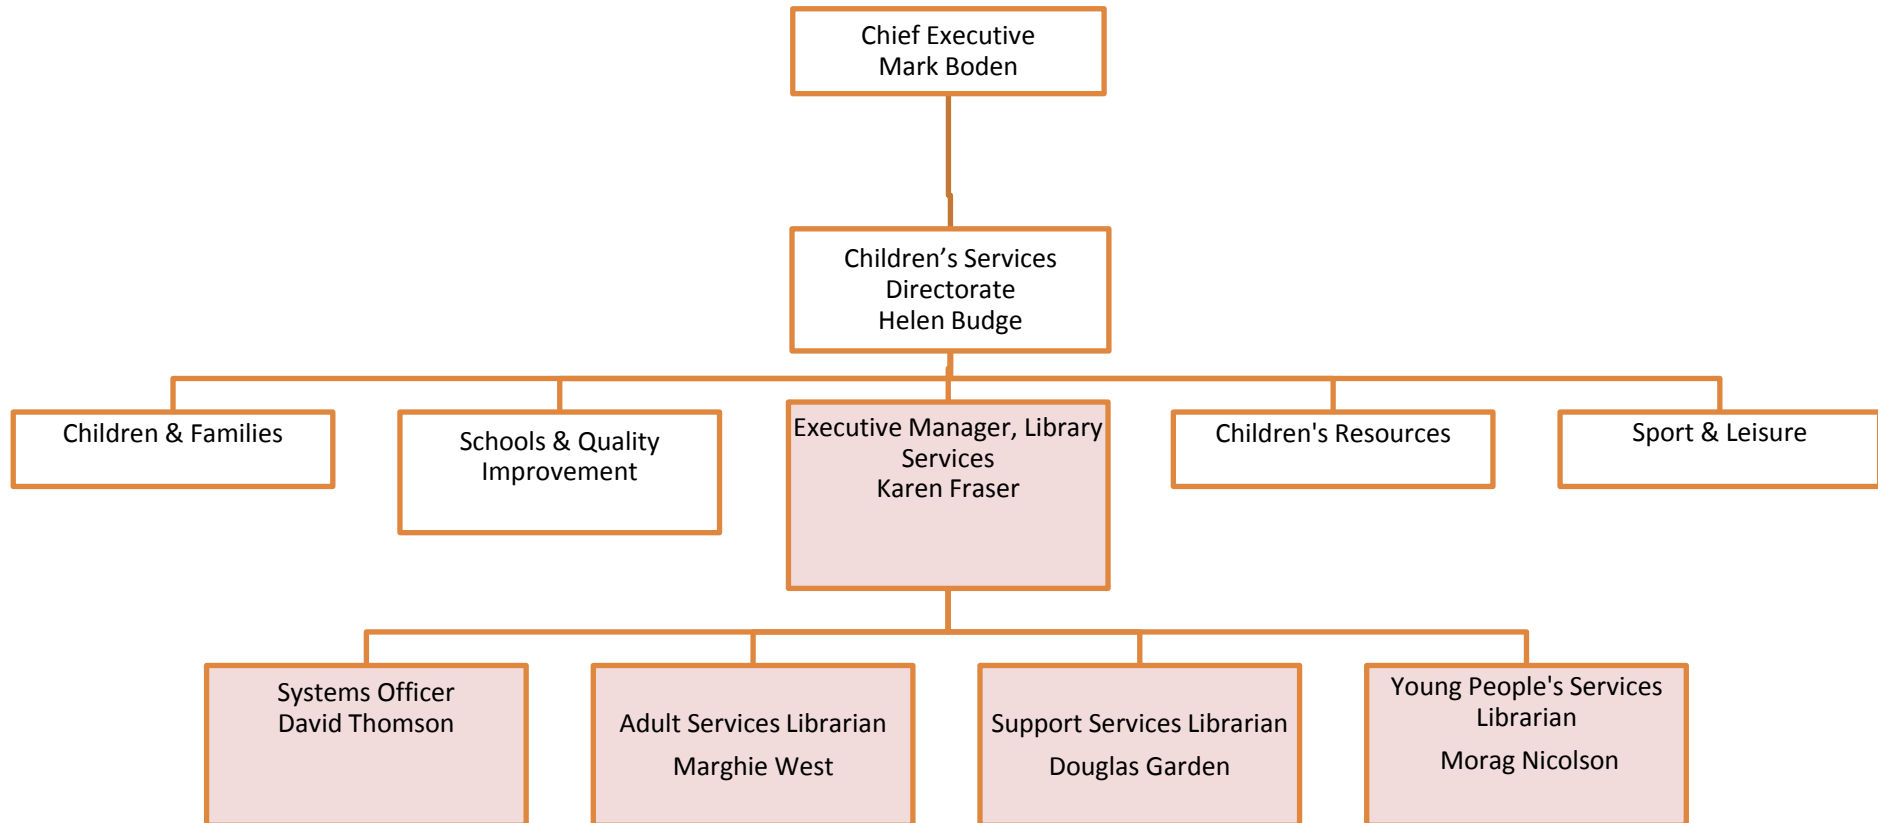 Chief Executive
Mark Boden
Children’s Services
Directorate
Helen Budge
Children & Families
Schools & Quality
Improvement
Executive Manager, Library
Services
Karen Fraser
Children's Resources
Sport & Leisure
Systems Officer
David Thomson
Adult Services Librarian
Marghie West
Support Services Librarian
Douglas Garden
Young People's Services
Librarian
Morag Nicolson